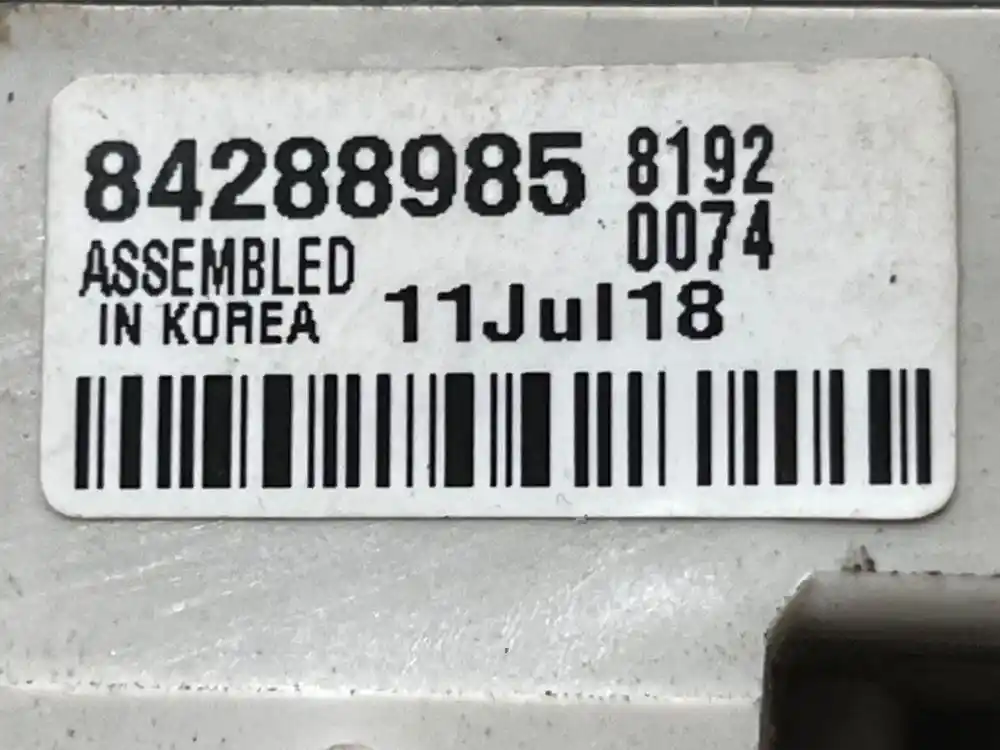 84288985 8192
0074
ASSEMBLED
IN KOREA 11Jul18